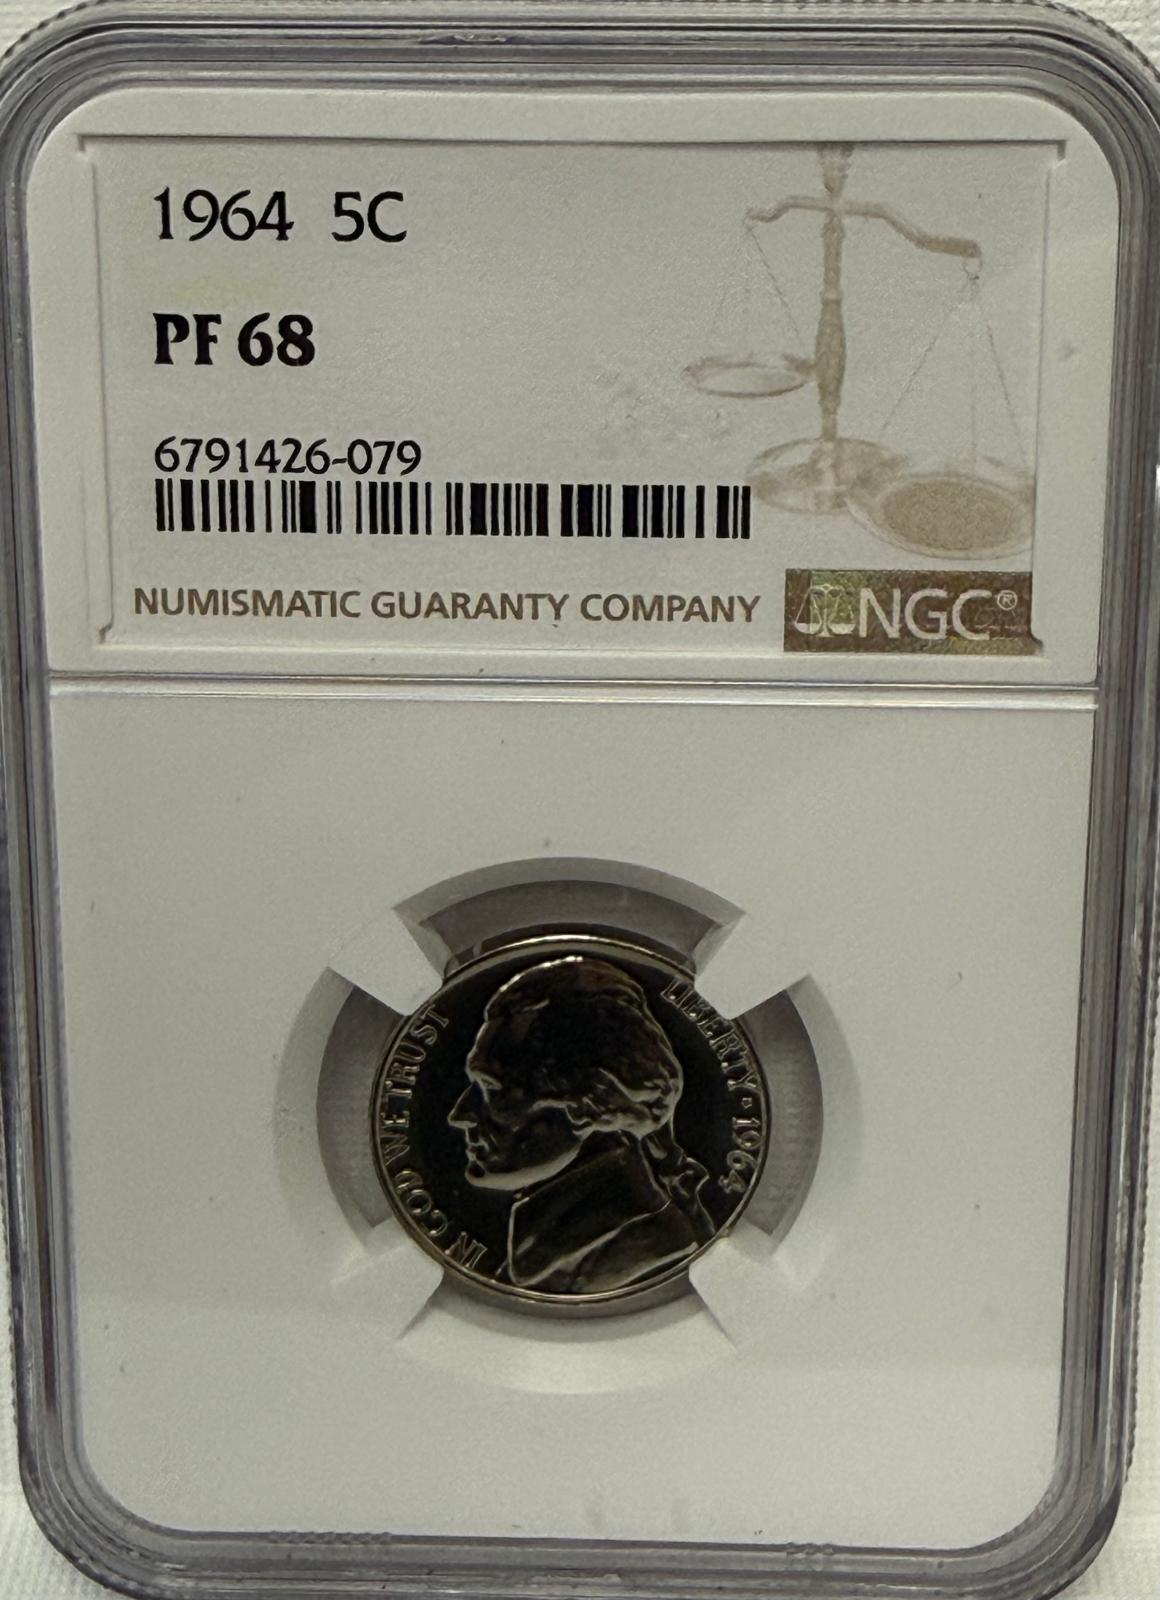 1964 5C
PF 68
6791426-079
NUMISMATIC GUARANTY COMPANY
NGC®
IN GOD WE TRUST
LIBERTY · 1964